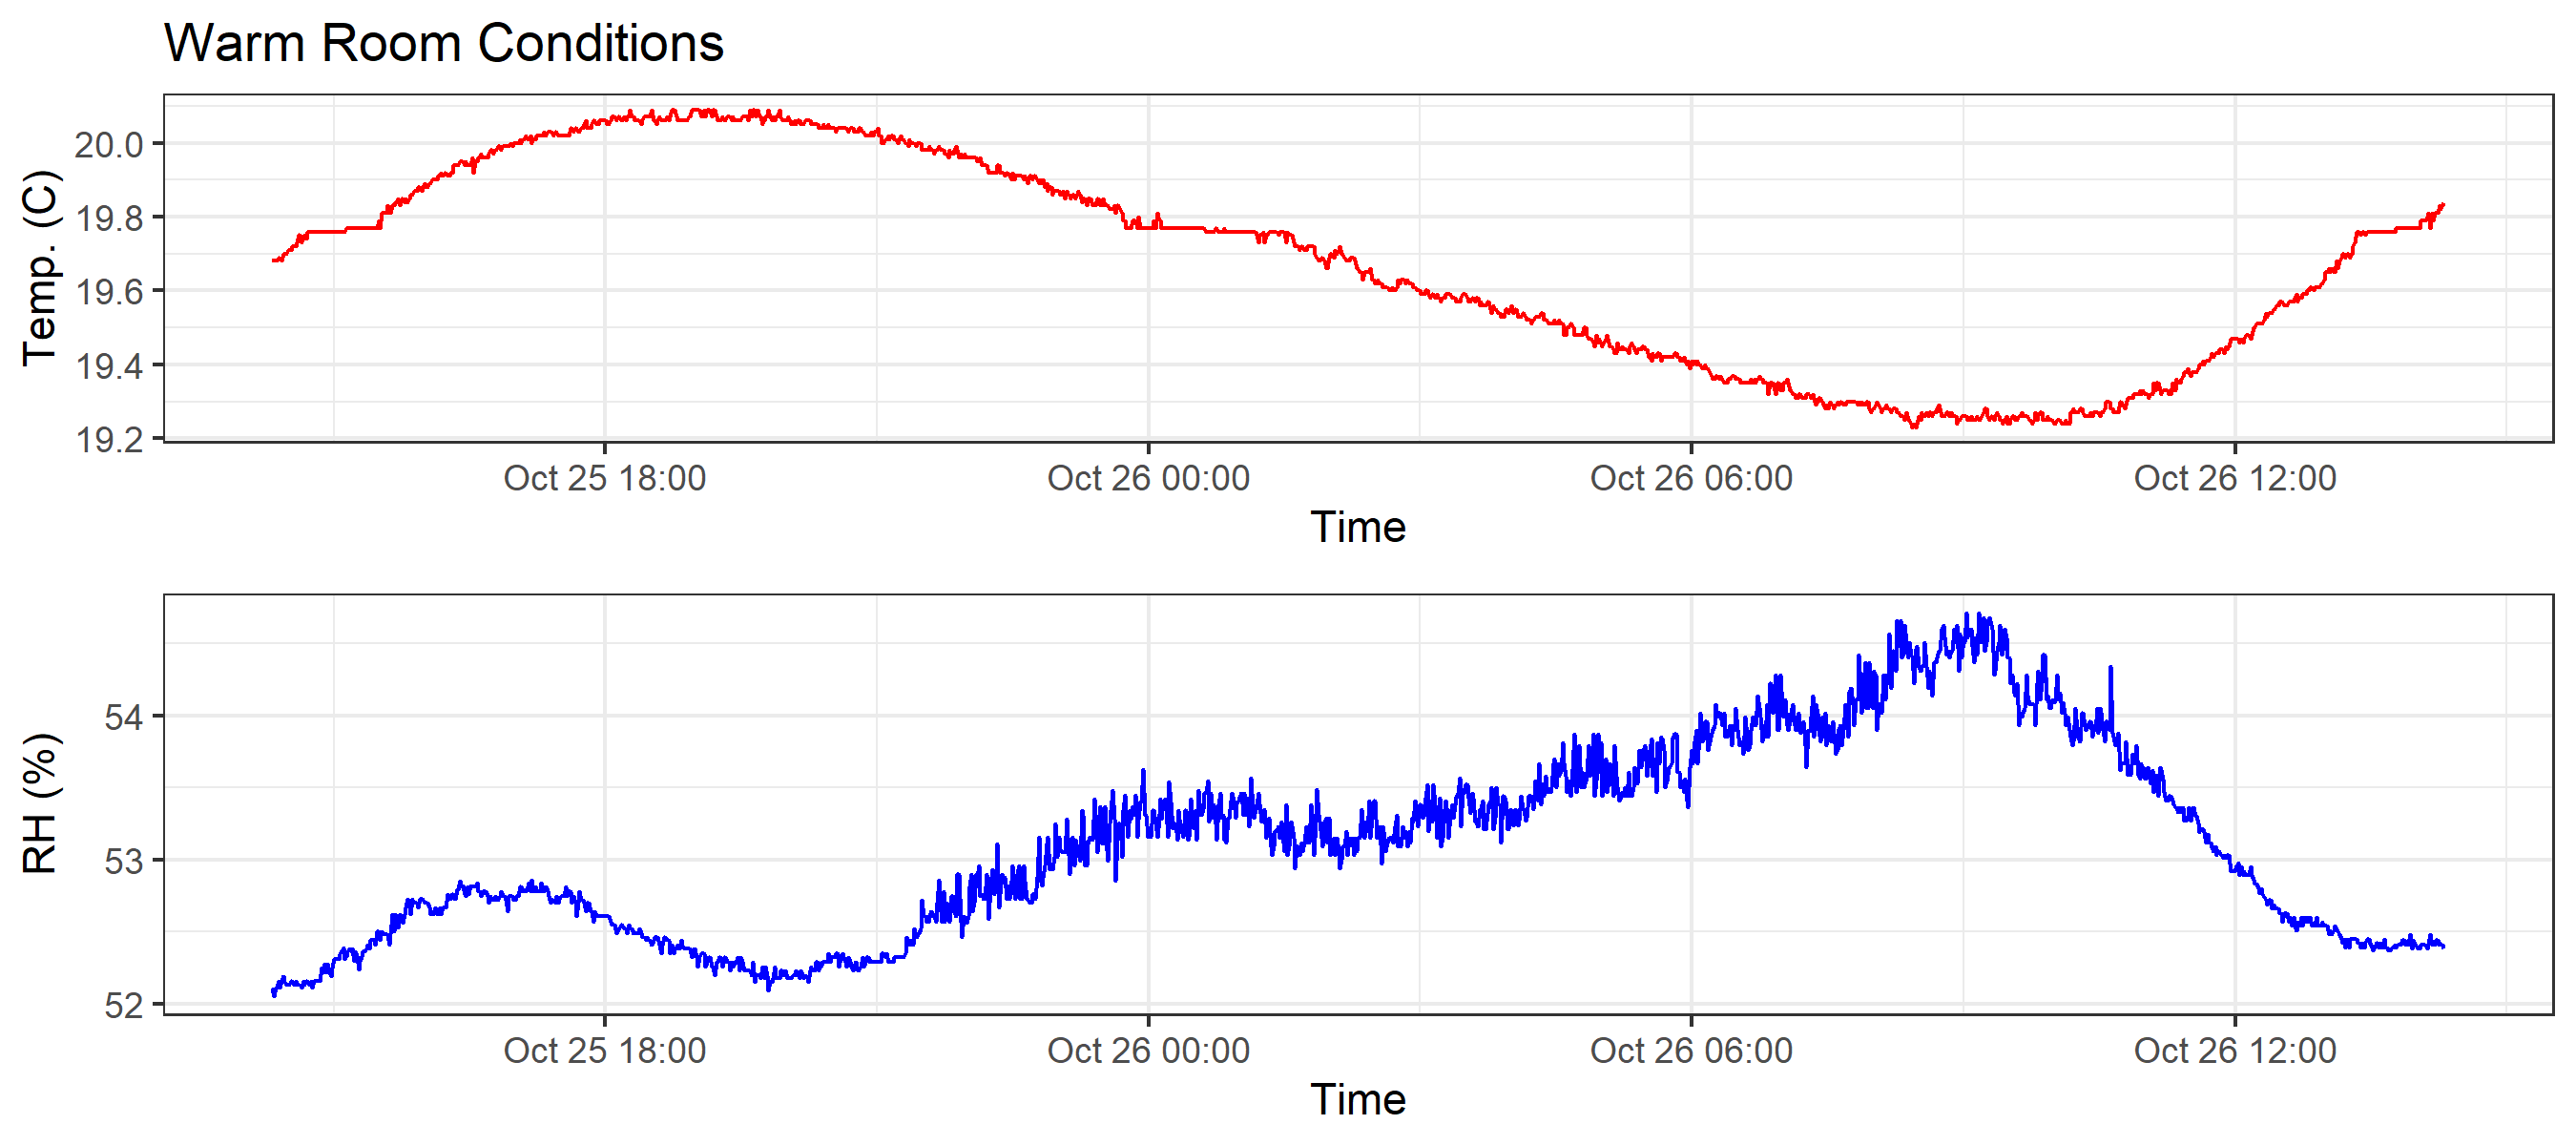 Warm Room Conditions
Temp. (C)
20.0
19.8
19.6
19.4
19.2
Oct 25 18:00 Oct 26 00:00 Oct 26 06:00 Oct 26 12:00
Time
RH (%)
54
53
52
Oct 25 18:00 Oct 26 00:00 Oct 26 06:00 Oct 26 12:00
Time